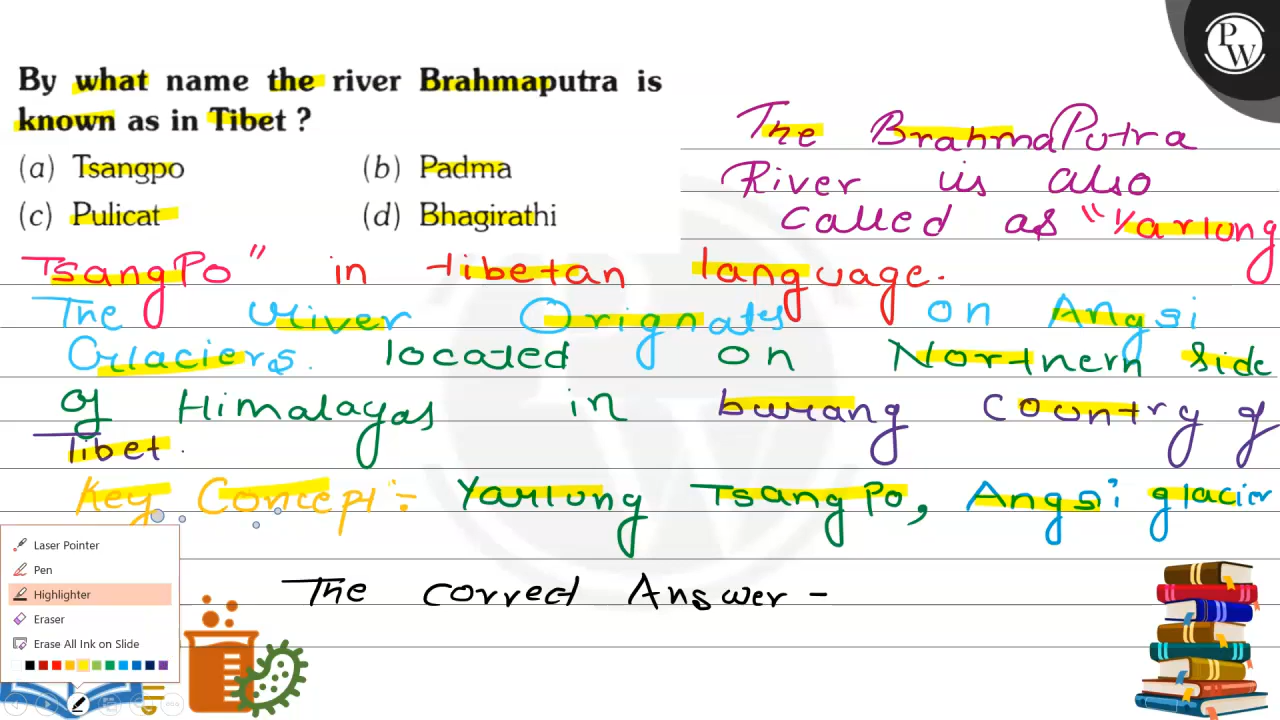 PW
By what name the river Brahmaputra is
known as in Tibet ?
(a) Tsangpo (b) Padma
(c) Pulicat (d) Bhagirathi
The BrahmaPutra
River is also
called as "Yarlung
TsangPo" in tibetan language.
The river Orignates on Angsi
Glaciers. located on Northern side
of Himalayas in burang Country of
Tibet.
Key Concept :- Yarlung TsangPo, Angsi glacier
The correct Answer -
Laser Pointer
Pen
Highlighter
Eraser
Erase All Ink on Slide